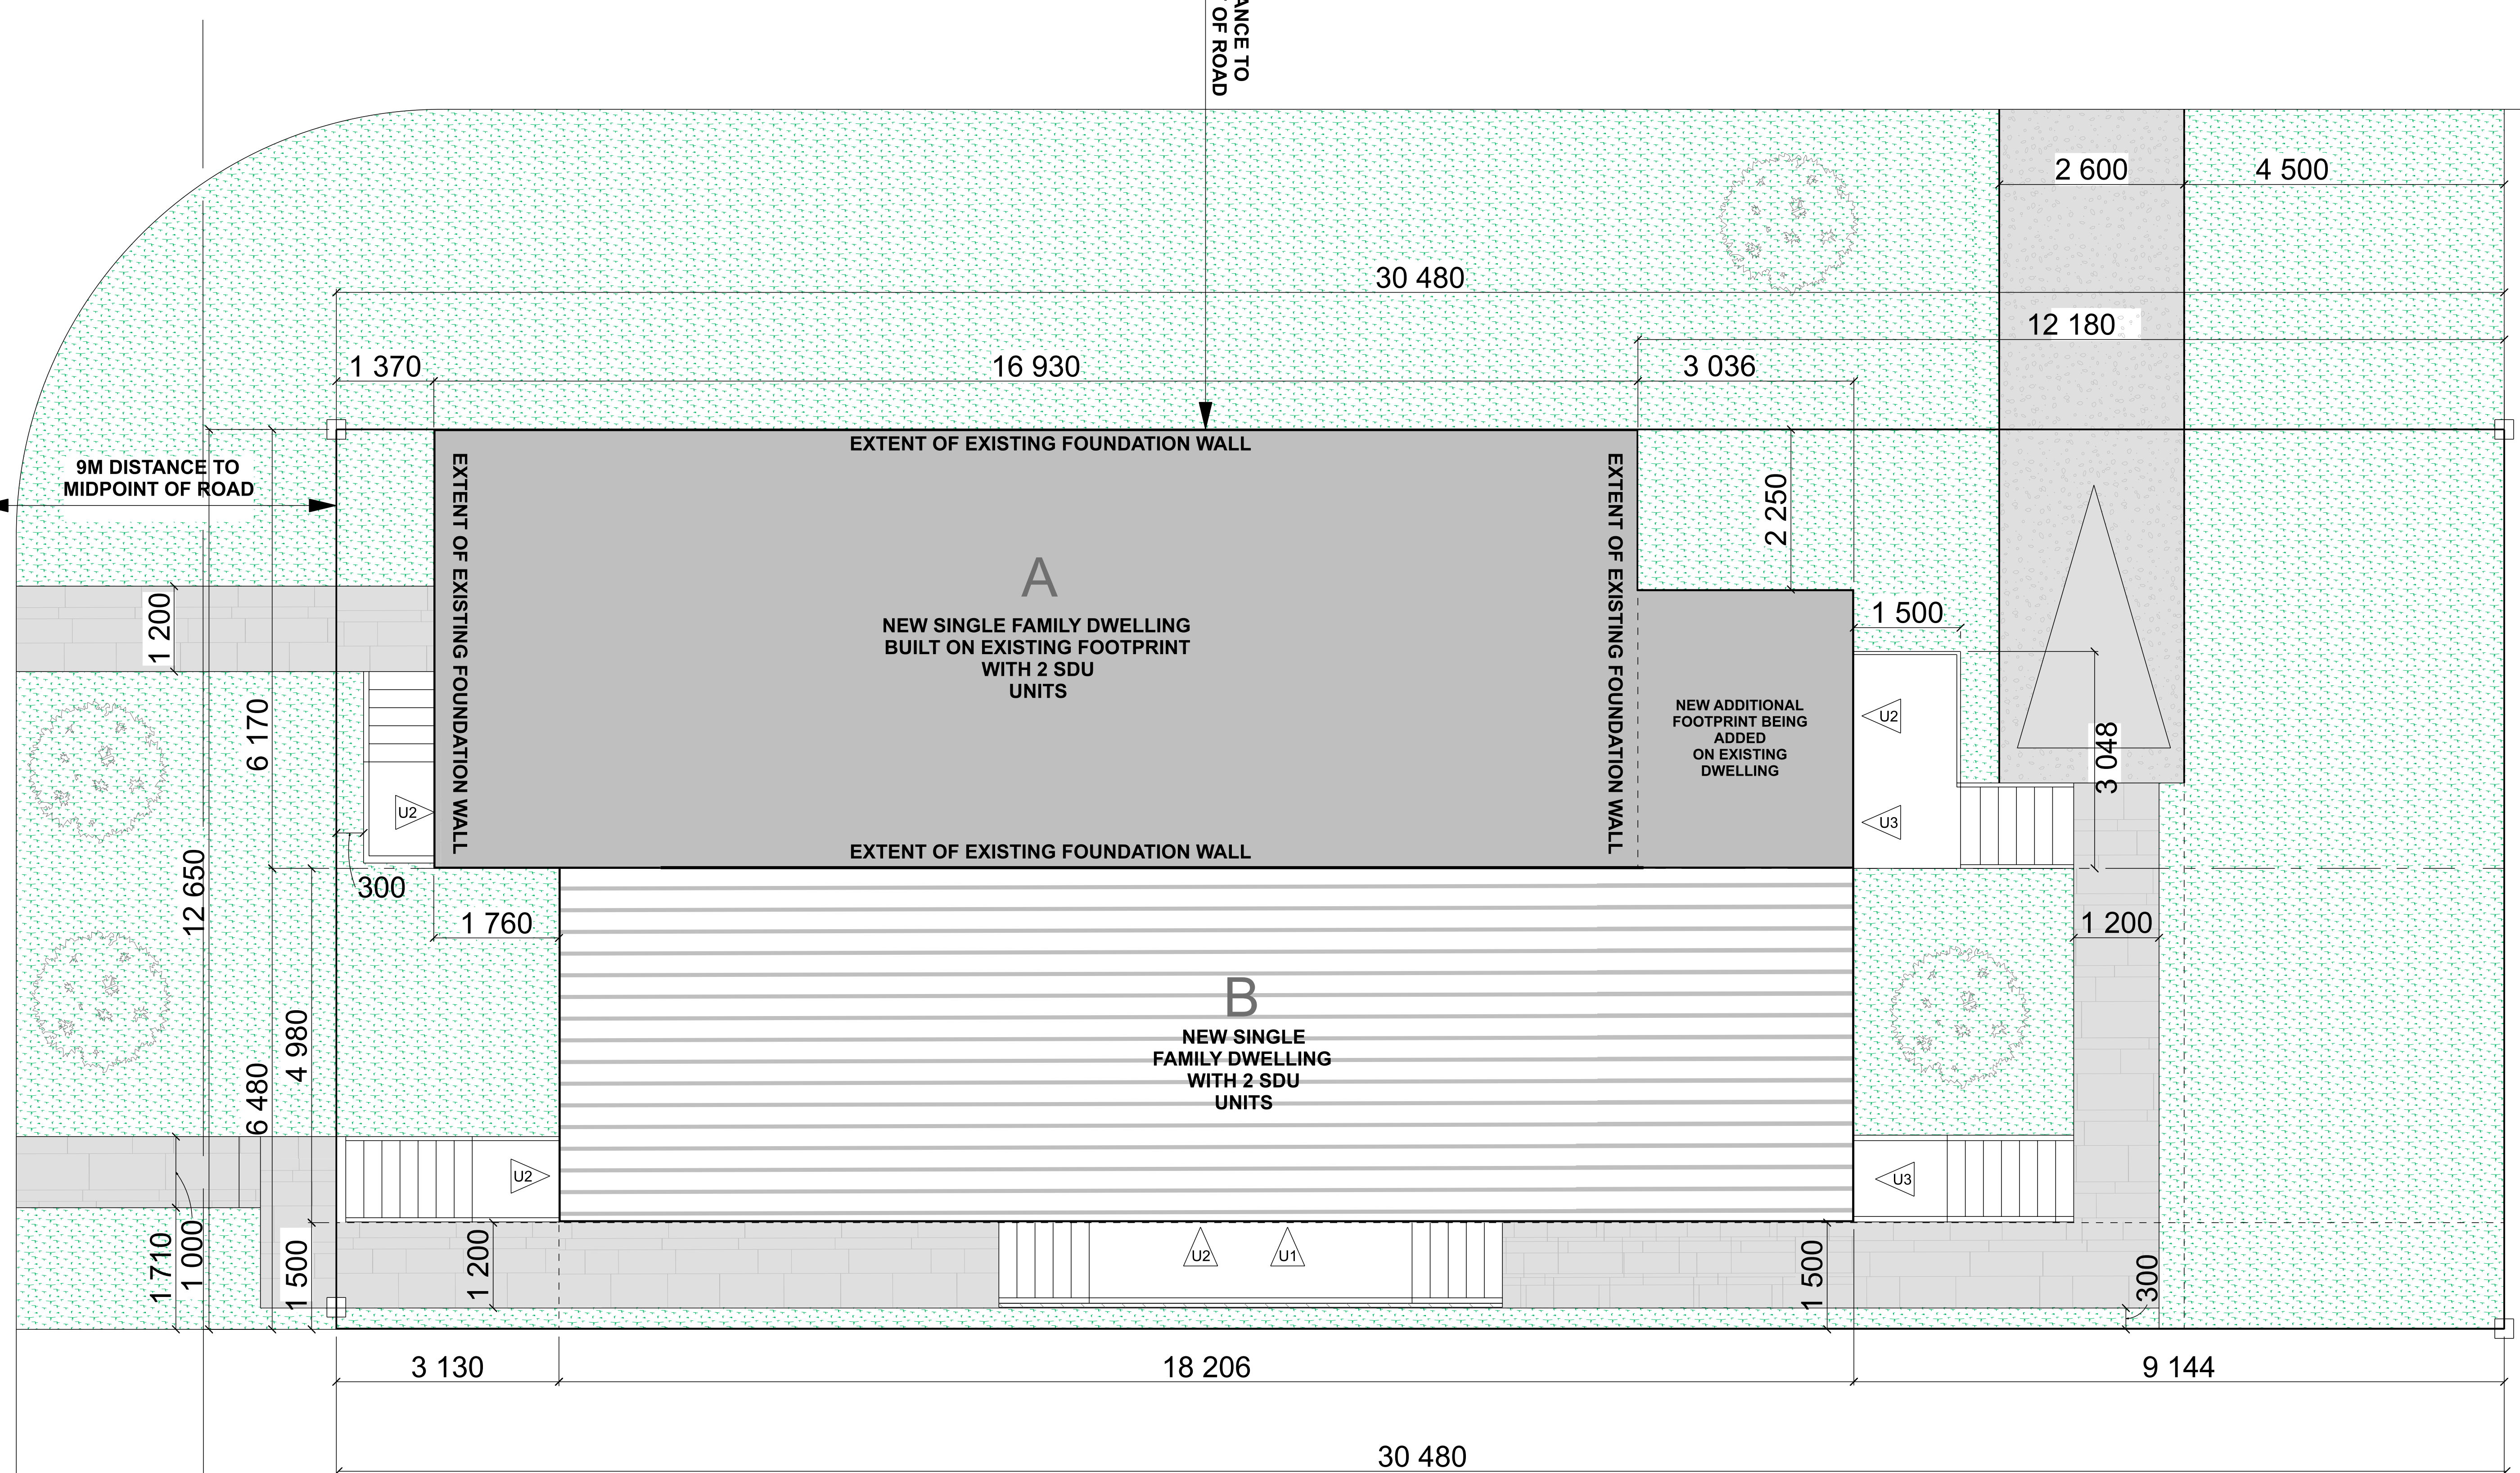 ANCE TO
OF ROAD
2 600
4 500
30 480
12 180
1 370
16 930
3 036
EXTENT OF EXISTING FOUNDATION WALL
9M DISTANCE TO
MIDPOINT OF ROAD
EXTENT OF EXISTING FOUNDATION WALL
EXTENT OF EXISTING FOUNDATION WALL
2 250
A
NEW SINGLE FAMILY DWELLING
BUILT ON EXISTING FOOTPRINT
WITH 2 SDU
UNITS
1 200
1 500
NEW ADDITIONAL
FOOTPRINT BEING
ADDED
ON EXISTING
DWELLING
U2
6 170
3 048
U2
U3
EXTENT OF EXISTING FOUNDATION WALL
300
12 650
1 760
1 200
B
NEW SINGLE
FAMILY DWELLING
WITH 2 SDU
UNITS
4 980
6 480
U2
U3
1 710
1 000
1 500
1 200
U2
U1
1 500
300
3 130
18 206
9 144
30 480